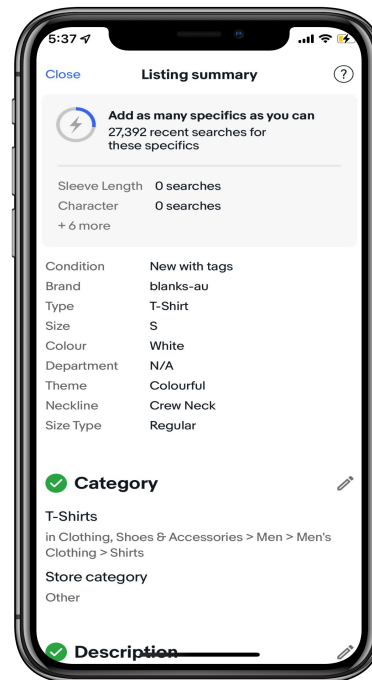 5:37
Close Listing summary ?
Add as many specifics as you can
27,392 recent searches for
these specifics
Sleeve Length 0 searches
Character 0 searches
+ 6 more
Condition New with tags
Brand blanks-au
Type T-Shirt
Size S
Colour White
Department N/A
Theme Colourful
Neckline Crew Neck
Size Type Regular
Category
T-Shirts
in Clothing, Shoes & Accessories > Men > Men's
Clothing > Shirts
Store category
Other
Description